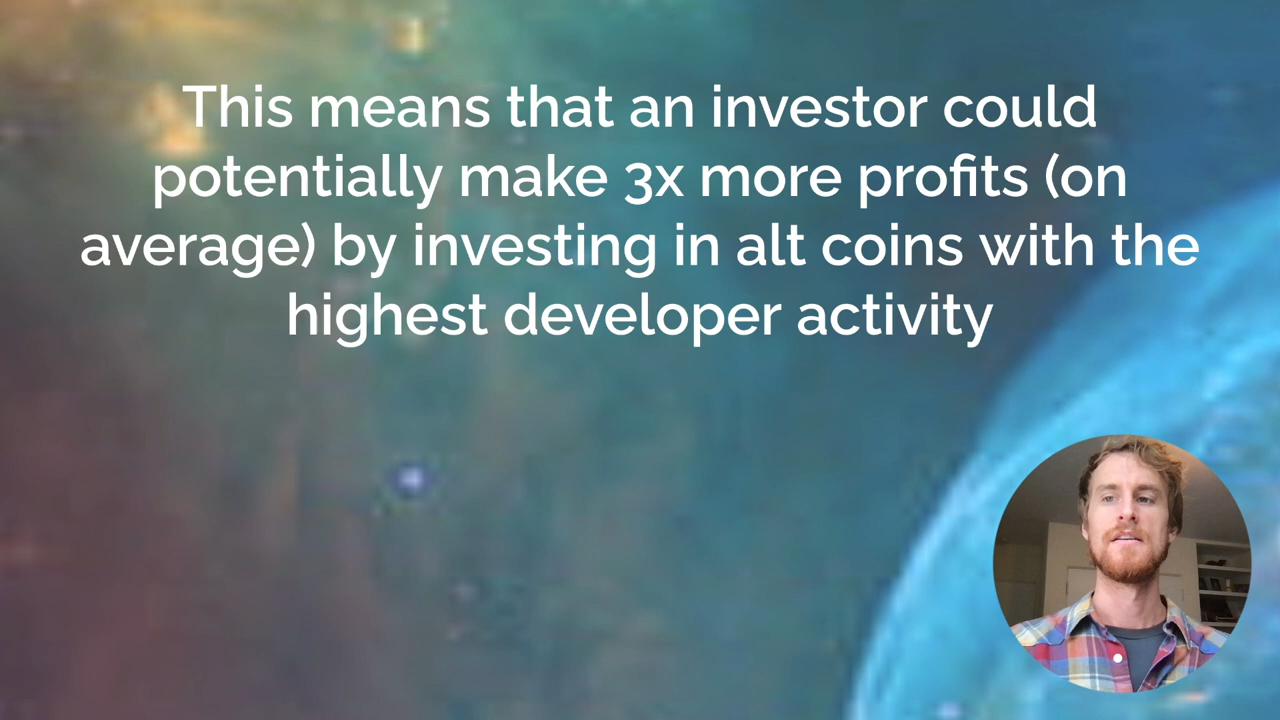 This means that an investor could
potentially make 3x more profits (on
average) by investing in alt coins with the
highest developer activity